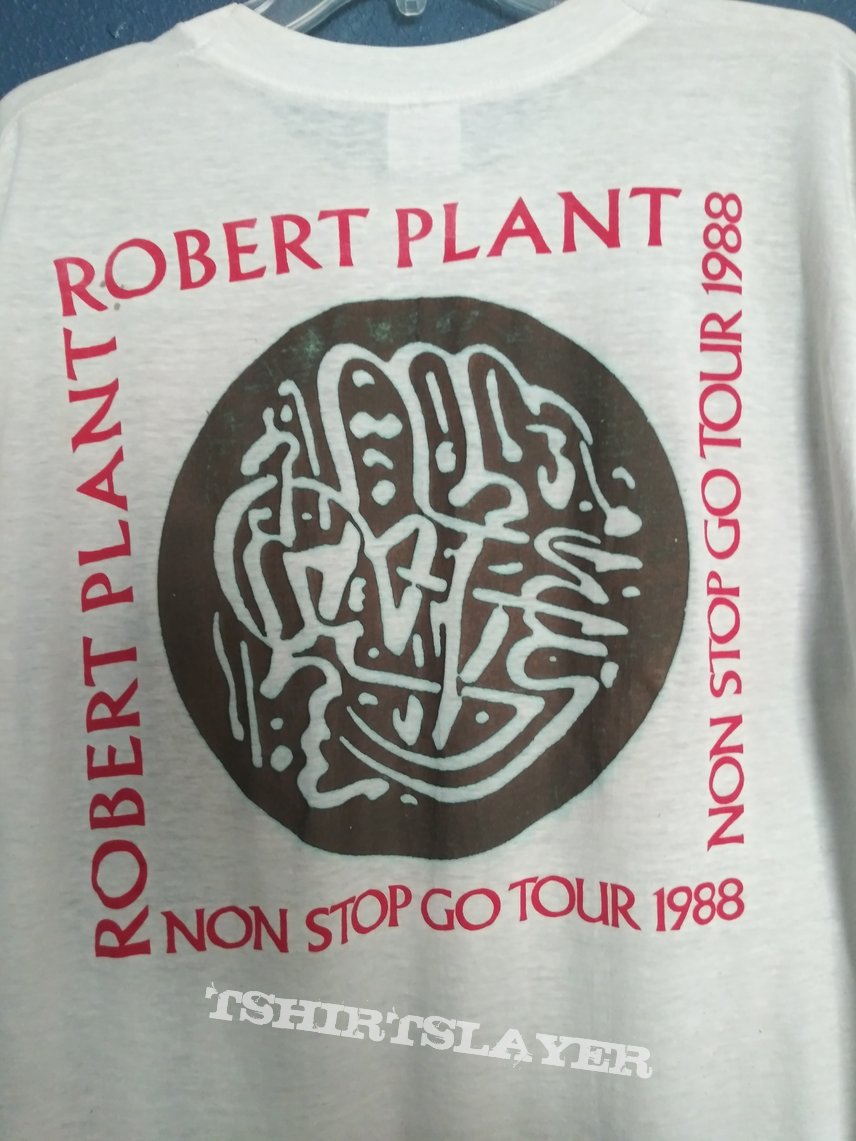 ROBERT PLANT
ROBERT PLANT
NON STOP GO TOUR 1988
NON STOP GO TOUR 1988
TSHIRTSLAYER